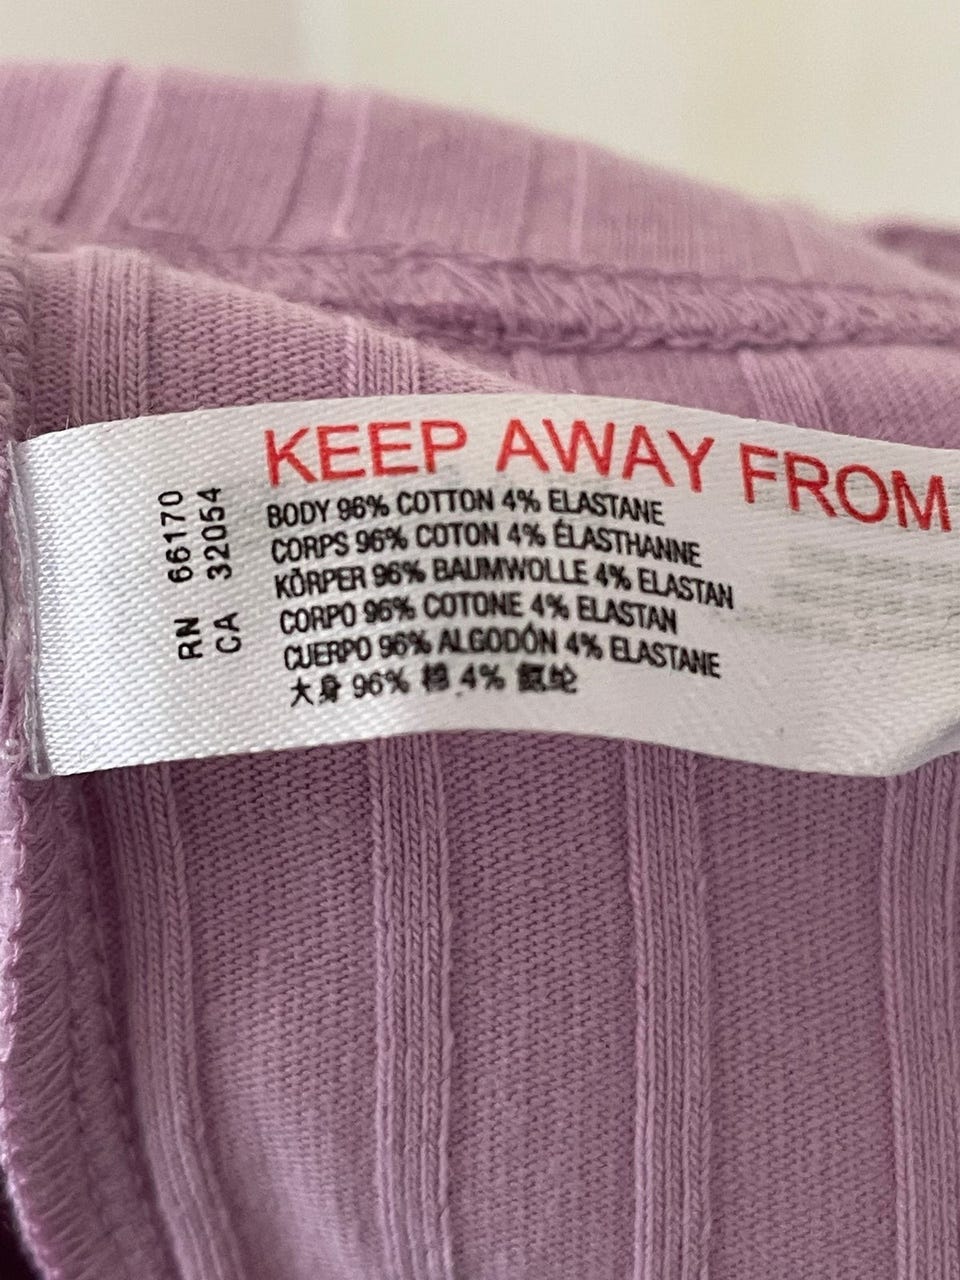 KEEP AWAY FROM
BODY 96% COTTON 4% ELASTANE
CORPS 96% COTON 4% ÉLASTHANNE
KÖRPER 96% BAUMWOLLE 4% ELASTAN
CORPO 96% COTONE 4% ELASTAN
CUERPO 96% ALGODÓN 4% ELASTANE
大身 96% 棉 4% 氨纶
RN 66170
CA 32054